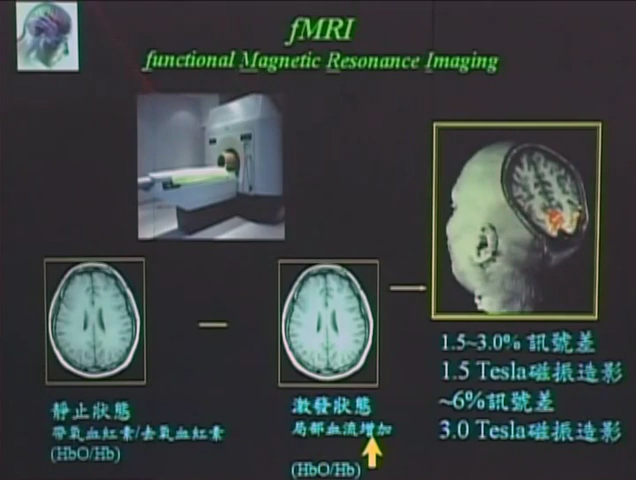 fMRI
functional Magnetic Resonance Imaging
1.5~3.0% 訊號差
1.5 Tesla磁振造影
~6%訊號差
3.0 Tesla磁振造影
靜止狀態
帶氧血紅素/去氧血紅素
(HbO/Hb)
激發狀態
局部血流增加
(HbO/Hb)